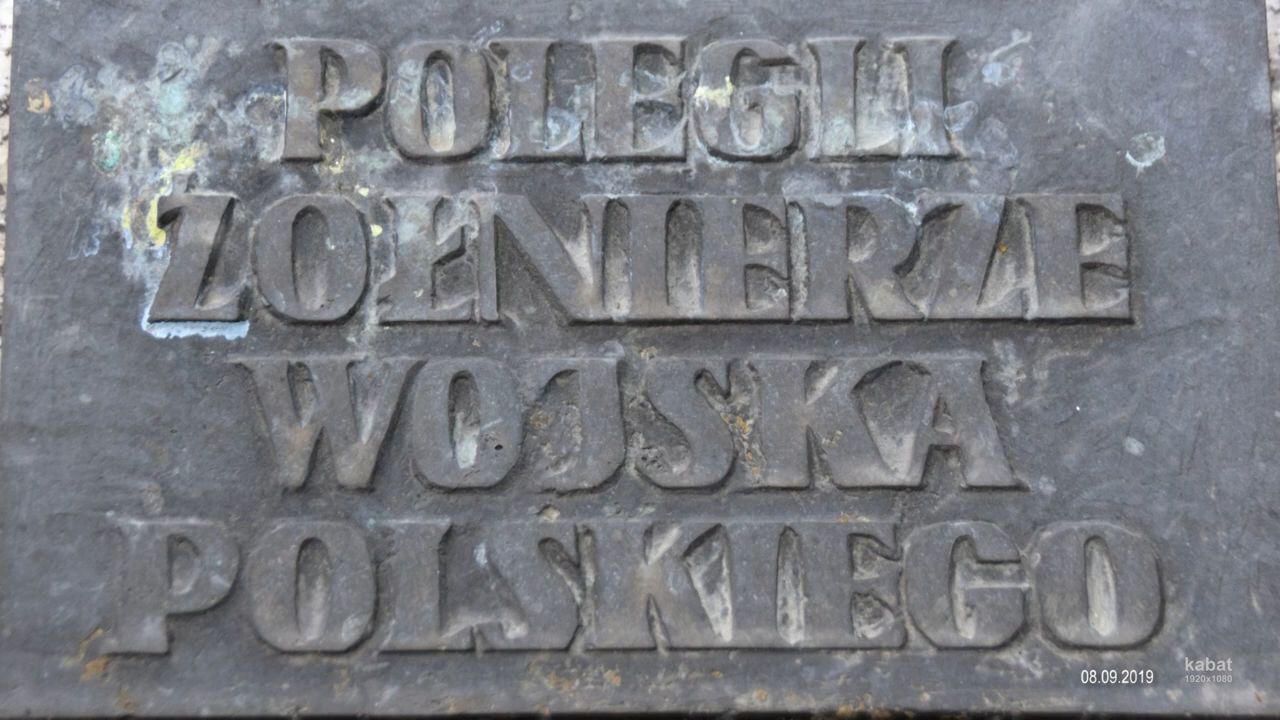 POLEGLI
ŻOŁNIERZE
WOJSKA
POLSKIEGO
08.09.2019
kabat
1920x1080